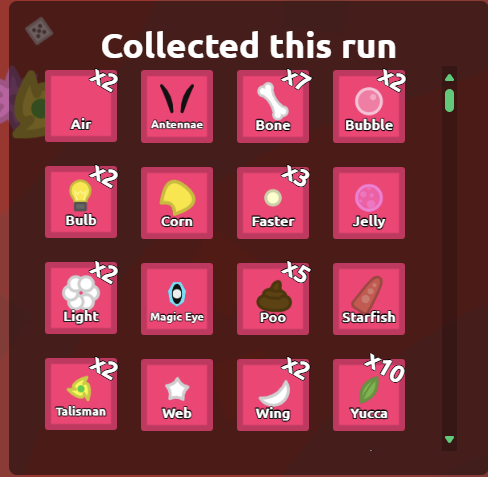 Collected this run
x2
Air
Antennae
x7
Bone
x2
Bubble
x2
Bulb
Corn
x3
Faster
Jelly
x2
Light
Magic Eye
x5
Poo
Starfish
x2
Talisman
Web
x2
Wing
x10
Yucca